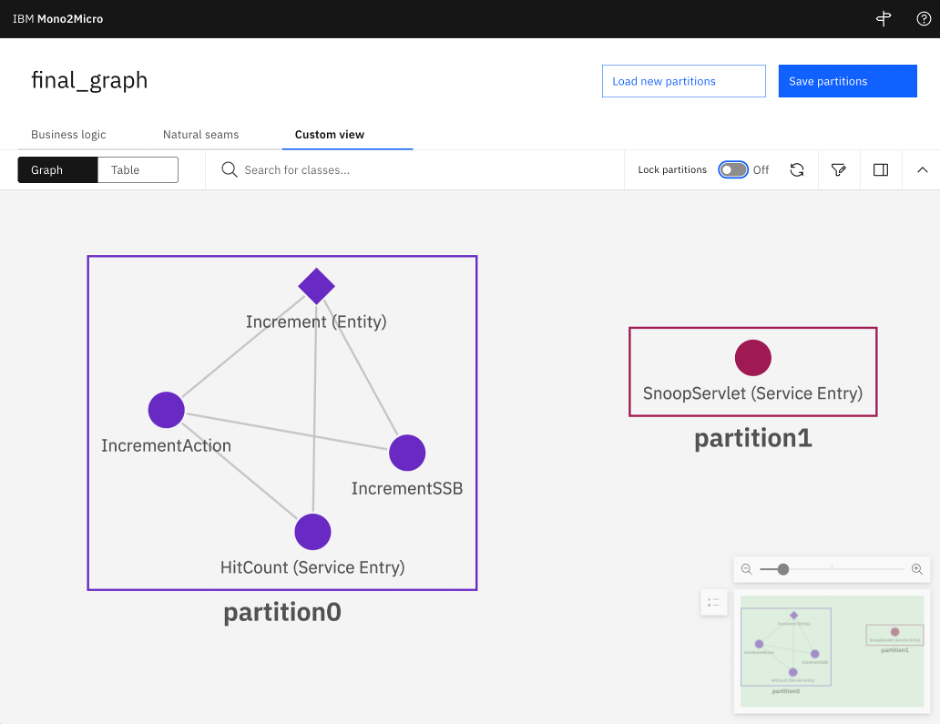 IBM Mono2Micro
final_graph
Load new partitions
Save partitions
Business logic
Natural seams
Custom view
Graph
Table
Search for classes...
Lock partitions
Off
Increment (Entity)
IncrementAction
IncrementSSB
HitCount (Service Entry)
partition0
SnoopServlet (Service Entry)
partition1
partition0
partition1